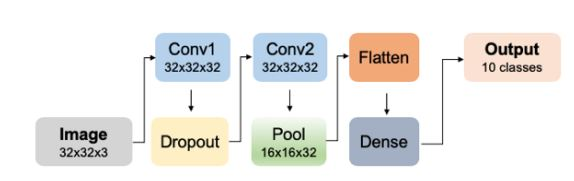 Image
32x32x3
Conv1
32x32x32
Dropout
Conv2
32x32x32
Pool
16x16x32
Flatten
Dense
Output
10 classes